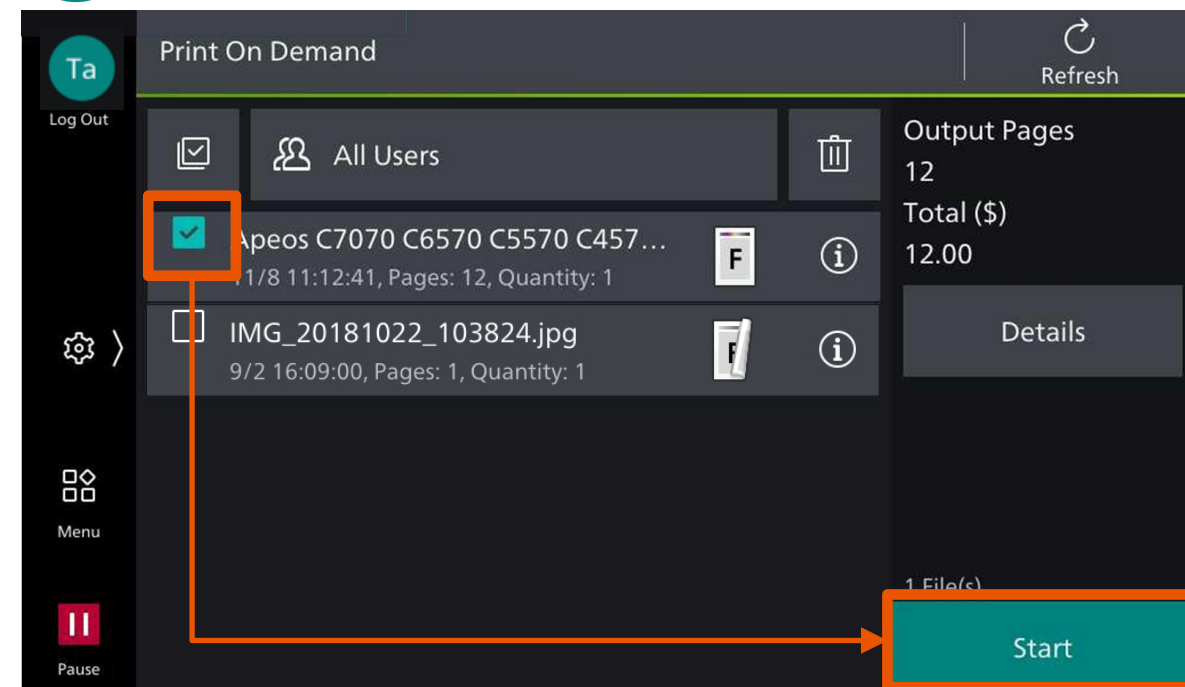 Ta
Log Out
Menu
Pause
Print On Demand
Refresh
All Users
Apeos C7070 C6570 C5570 C457...
11/8 11:12:41, Pages: 12, Quantity: 1
F
IMG_20181022_103824.jpg
9/2 16:09:00, Pages: 1, Quantity: 1
F
Output Pages
12
Total ($)
12.00
Details
1 File(s)
Start